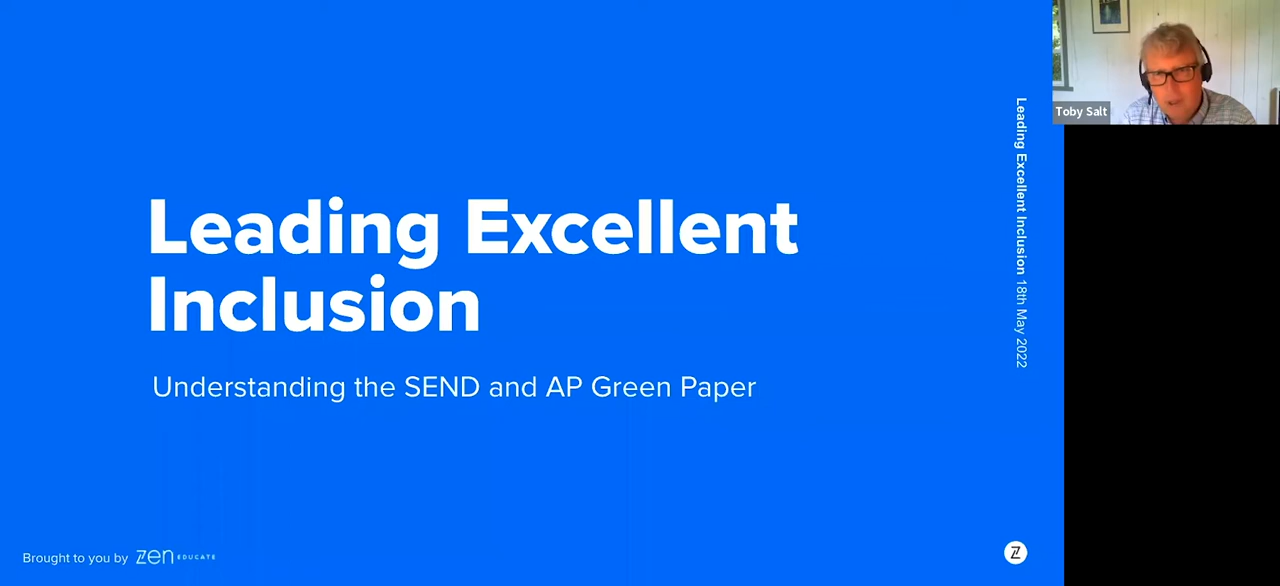 Leading Excellent
Inclusion
Understanding the SEND and AP Green Paper
Leading Excellent Inclusion 18th May 2022
Toby Salt
Brought to you by zen EDUCATE
Z